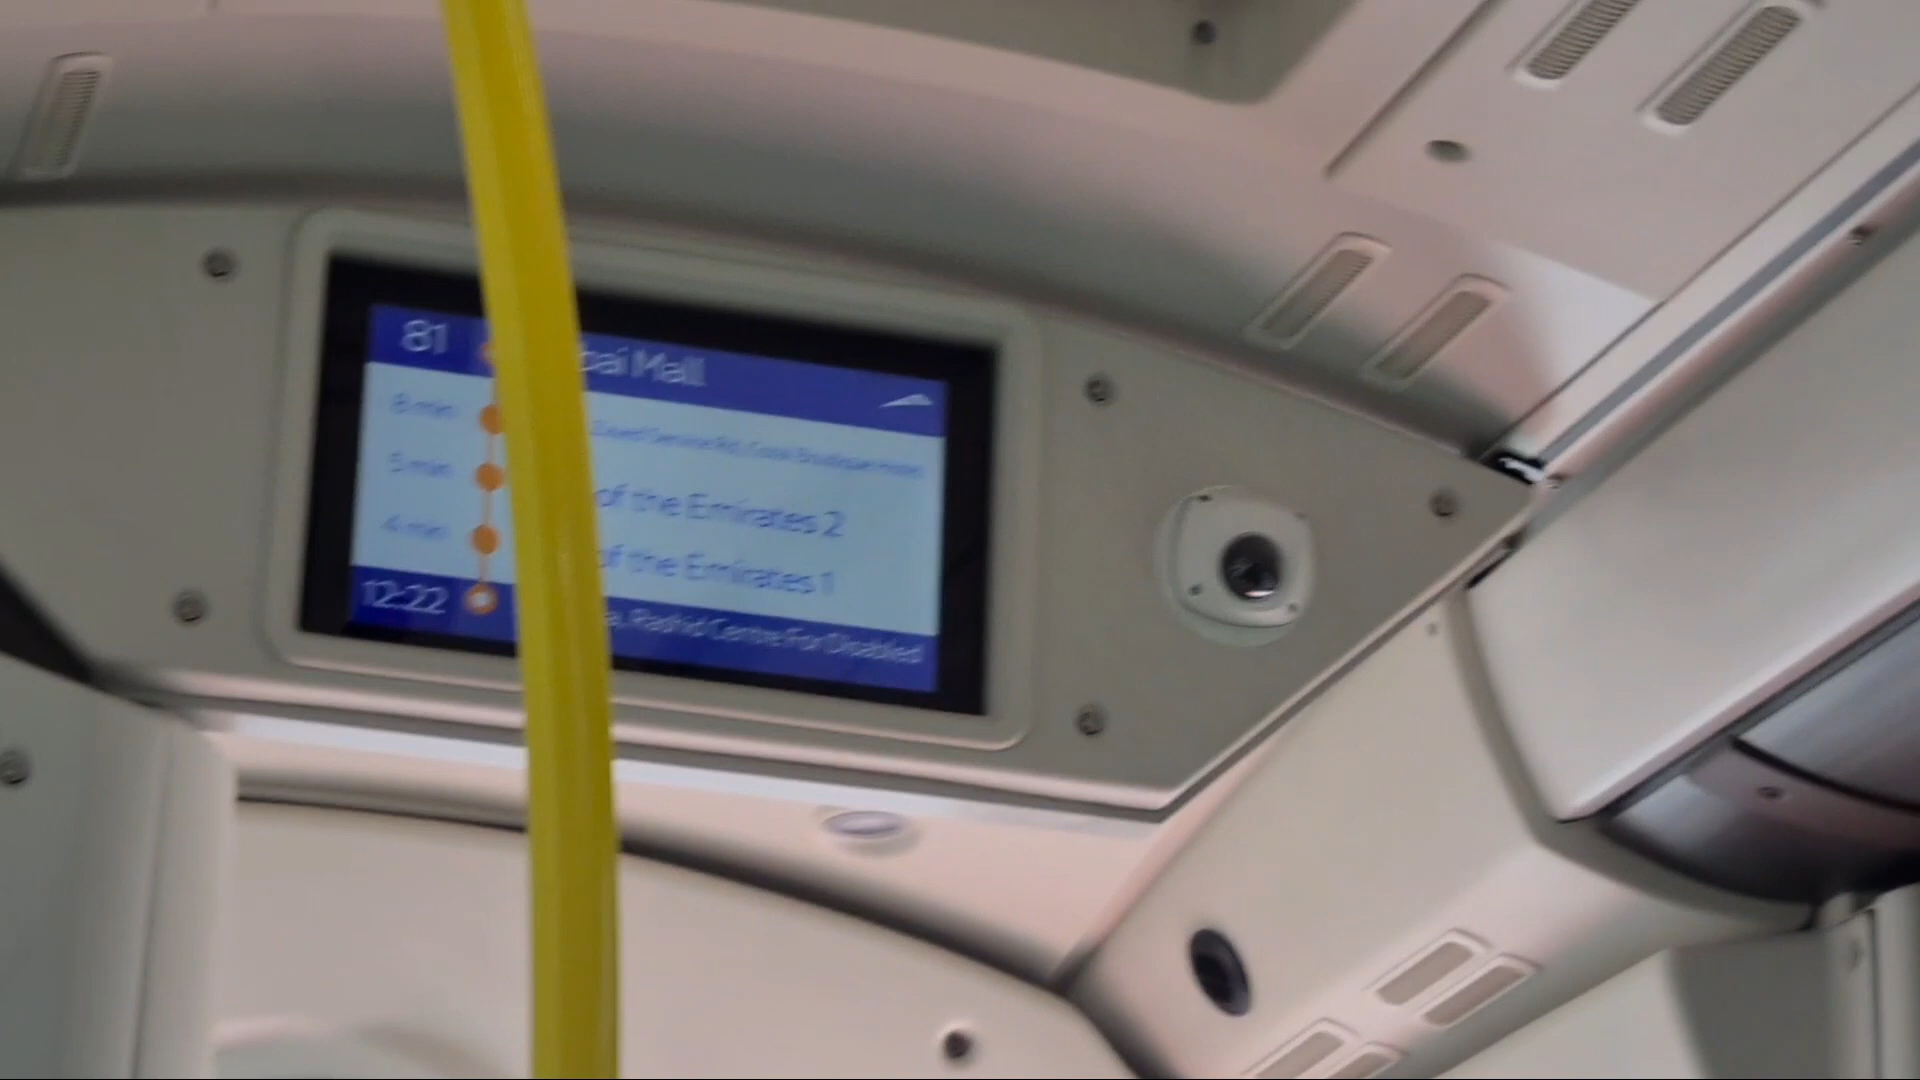 81 bai Mall
8 min
5 min of the Emirates 2
4 min of the Emirates 1
12:22 a, Rashid Centre For Disabled